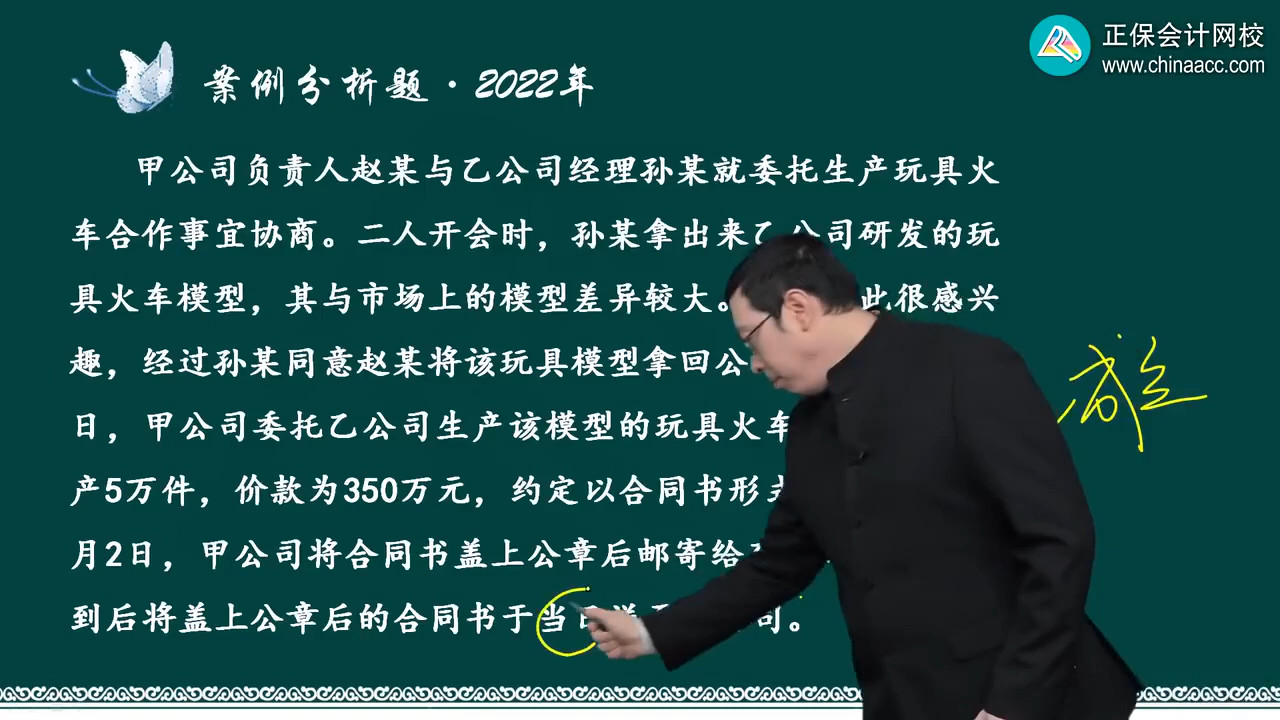 正保会计网校
www.chinaacc.com
案例分析题·2022年
甲公司负责人赵某与乙公司经理孙某就委托生产玩具火
车合作事宜协商。二人开会时，孙某拿出来乙公司研发的玩
具火车模型，其与市场上的模型差异较大。此很感兴
趣，经过孙某同意赵某将该玩具模型拿回公
日，甲公司委托乙公司生产该模型的玩具火车
产5万件，价款为350万元，约定以合同书形式
月2日，甲公司将合同书盖上公章后邮寄给
到后将盖上公章后的合同书于当日司。
成立